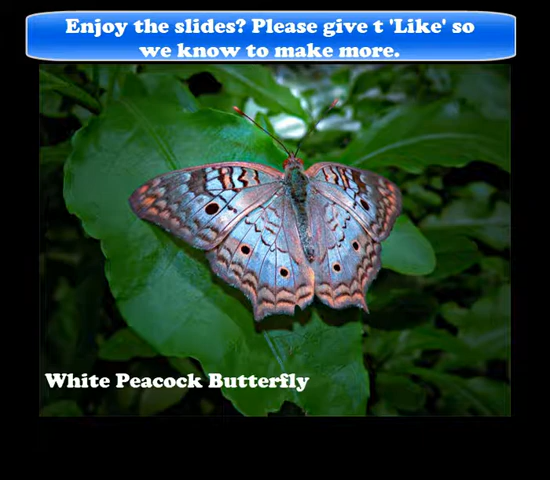 Enjoy the slides? Please give t 'Like' so
we know to make more.
White Peacock Butterfly